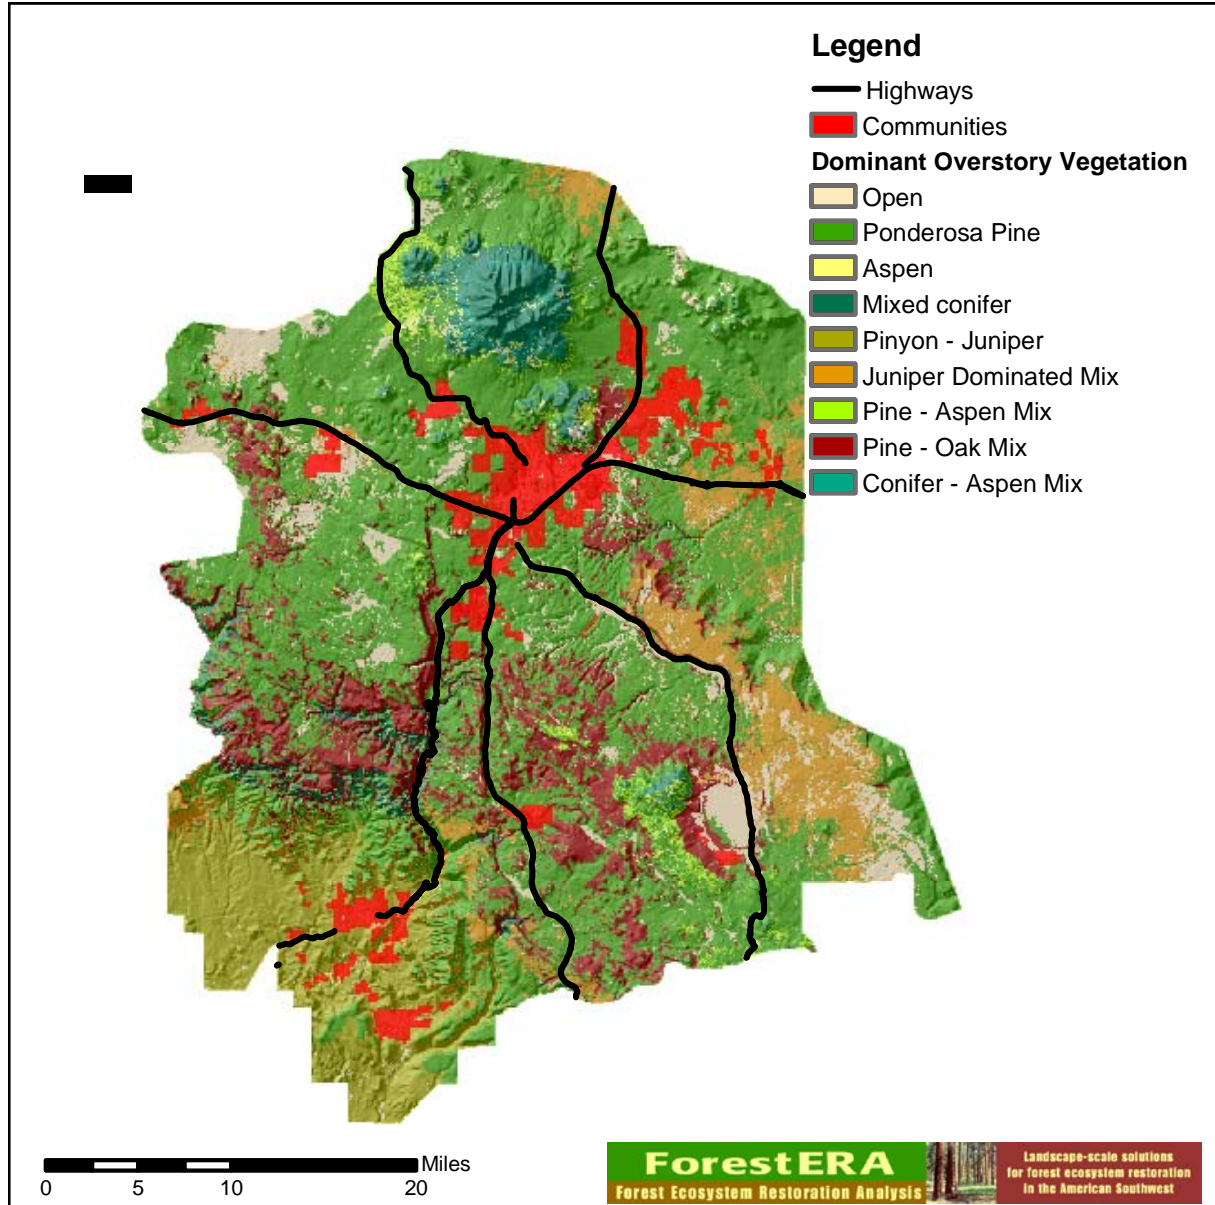 Legend
Highways
Communities
Dominant Overstory Vegetation
Open
Ponderosa Pine
Aspen
Mixed conifer
Pinyon - Juniper
Juniper Dominated Mix
Pine - Aspen Mix
Pine - Oak Mix
Conifer - Aspen Mix
Miles
0 5 10 20
ForestERA
Forest Ecosystem Restoration Analysis
Landscape-scale solutions
for forest ecosystem restoration
in the American Southwest